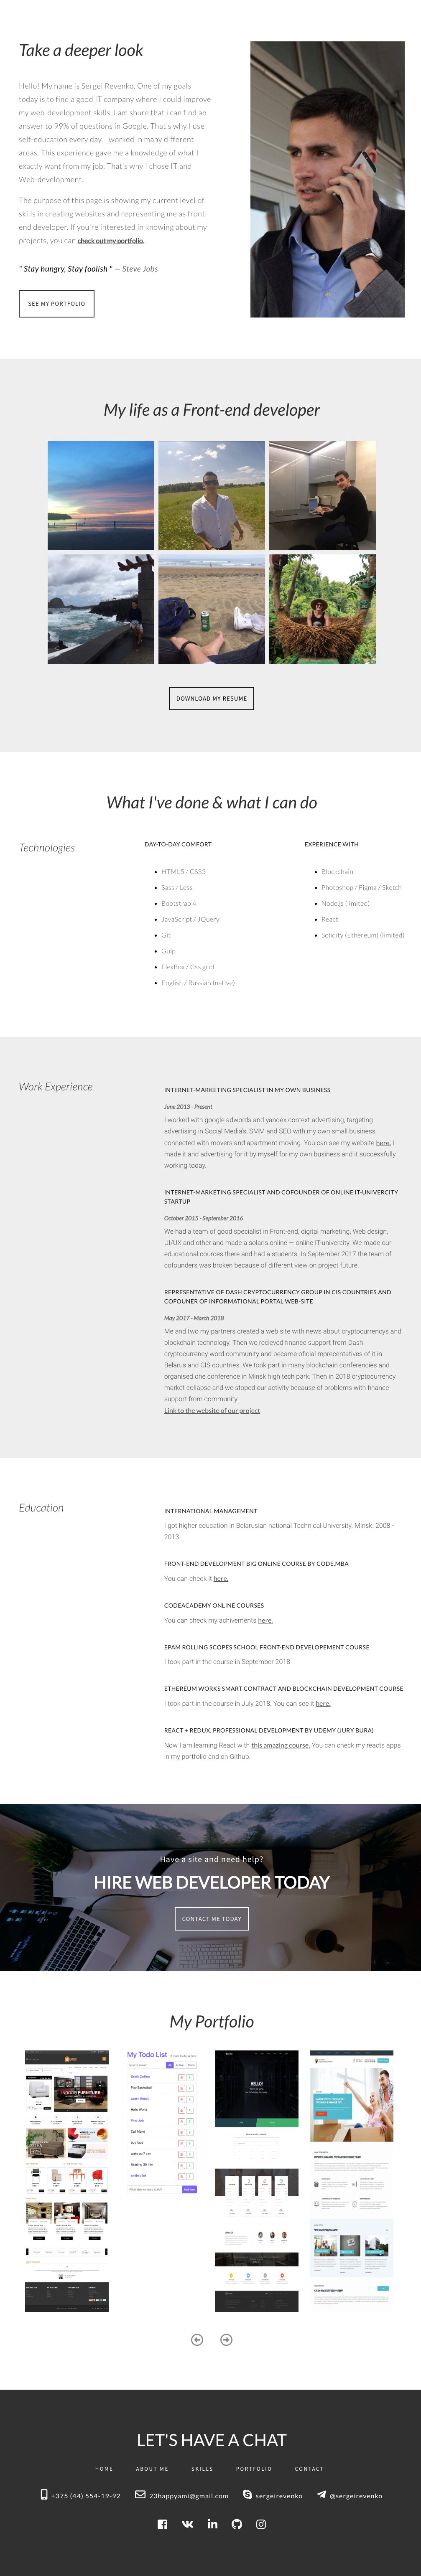 Take a deeper look
Hello! My name is Sergei Revenko. One of my goals
today is to find a good IT company where I could improve
my web-development skills. I am shure that i can find an
answer to 99% of questions in Google. That's why I use
self-education every day. I worked in many different
areas. This experience gave me a knowledge of what I
exactly want from my job. That's why I chose IT and
Web-development.
The purpose of this page is showing my current level of
skills in creating websites and representing me as front-
end developer. If you're interested in knowing about my
projects, you can check out my portfolio.
" Stay hungry, Stay foolish " — Steve Jobs
SEE MY PORTFOLIO
My life as a Front-end developer
DOWNLOAD MY RESUME
What I've done & what I can do
Technologies
DAY-TO-DAY COMFORT
HTML5 / CSS3
Sass / Less
Bootstrap 4
JavaScript / JQuery
Git
Gulp
FlexBox / Css grid
English / Russian (native)
EXPERIENCE WITH
Blockchain
Photoshop / Figma / Sketch
Node.js (limited)
React
Solidity (Ethereum) (limited)
Work Experience
INTERNET-MARKETING SPECIALIST IN MY OWN BUSINESS
June 2013 - Present
I worked with google.adwords and yandex context advertising, targeting
advertising in Social Media's, SMM and SEO with my own small business
connected with movers and apartment moving. You can see my website here. I
made it and advertising for it by myself for my own business and it successfully
working today.
INTERNET-MARKETING SPECIALIST AND COFOUNDER OF ONLINE IT-UNIVERCITY
STARTUP
October 2015 - September 2016
We had a team of good specialist in Front-end, digital marketing, Web design,
UI/UX and other and made a solaris.online — online IT-univercity. We made our
educational cources there and had a students. In September 2017 the team of
cofounders was broken because of different view on project future.
REPRESENTATIVE OF DASH CRYPTOCURRENCY GROUP IN CIS COUNTRIES AND
COFOUNER OF INFORMATIONAL PORTAL WEB-SITE
May 2017 - March 2018
Me and two my partners created a web site with news about cryptocurrencys and
blockchain technology. Then we recieved finance support from Dash
cryptocurrency word community and became oficial reprecentatives of it in
Belarus and CIS countries. We took part in many blockchain conferencies and
organised one conference in Minsk high tech park. Then in 2018 cryptocurrency
market collapse and we stoped our activity because of problems with finance
support from community.
Link to the website of our project
Education
INTERNATIONAL MANAGEMENT
I got higher education in Belarusian national Technical University. Minsk. 2008 -
2013
FRONT-END DEVELOPMENT BIG ONLINE COURSE BY CODE.MBA
You can check it here.
CODEACADEMY ONLINE COURSES
You can check my achivements here.
EPAM ROLLING SCOPES SCHOOL FRONT-END DEVELOPEMENT COURSE
I took part in the course in September 2018
ETHEREUM WORKS SMART CONTRACT AND BLOCKCHAIN DEVELOPMENT COURSE
I took part in the course in July 2018. You can see it here.
REACT + REDUX. PROFESSIONAL DEVELOPMENT BY UDEMY (JURY BURA)
Now I am learning React with this amazing course. You can check my reacts apps
in my portfolio and on Github.
Have a site and need help?
HIRE WEB DEVELOPER TODAY
CONTACT ME TODAY
My Portfolio
INDOOR FURNITURE
My Todo List
HELLO!
LET'S HAVE A CHAT
HOME ABOUT ME SKILLS PORTFOLIO CONTACT
+375 (44) 554-19-92 23happyami@gmail.com sergeirevenko @sergeirevenko